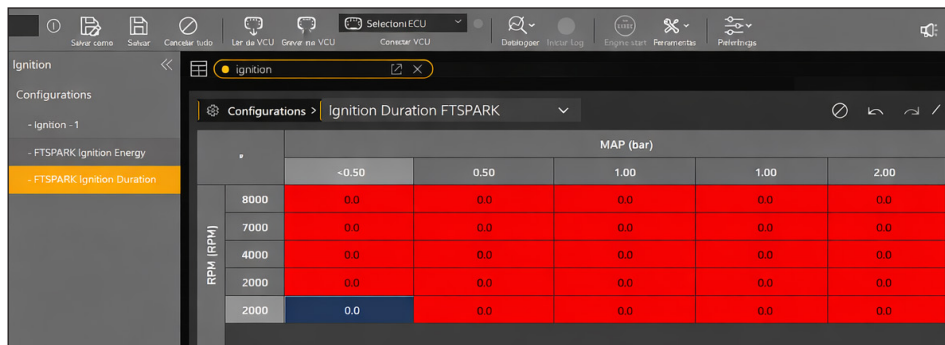 Selectoni ECU
Salvar como Salvar Cancelar tudo Ler da VCU Gravar na VCU Conectar VCU Datalogger Iniciar Log Engine start Ferramentas
Ignition
ignition
Configurations
Configurations > Ignition Duration FTSPARK
- Ignition - 1
- FTSPARK Ignition Energy
- FTSPARK Ignition Duration
MAP (bar)
<0.50 0.50 1.00 1.00 2.00
RPM [RPM]
8000 0.0 0.0 0.0 0.0 0.0
7000 0.0 0.0 0.0 0.0 0.0
4000 0.0 0.0 0.0 0.0 0.0
2000 0.0 0.0 0.0 0.0 0.0
2000 0.0 0.0 0.0 0.0 0.0